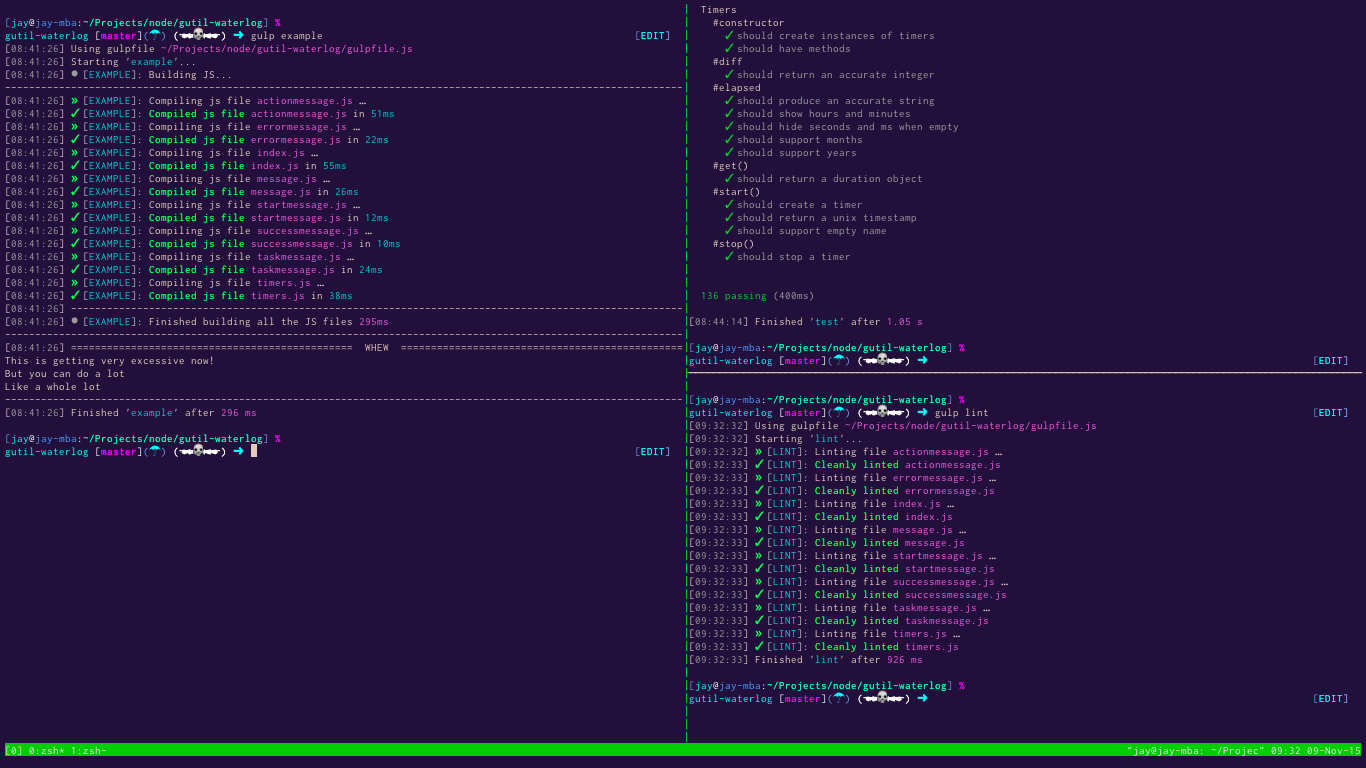 [jay@jay-mba:~/Projects/node/gutil-waterlog] %
gutil-waterlog [master](☂) ➜ gulp example [EDIT]
[08:41:26] Using gulpfile ~/Projects/node/gutil-waterlog/gulpfile.js
[08:41:26] Starting 'example'...
[08:41:26] ● [EXAMPLE]: Building JS...
[08:41:26] » [EXAMPLE]: Compiling js file actionmessage.js …
[08:41:26] ✓ [EXAMPLE]: Compiled js file actionmessage.js in 51ms
[08:41:26] » [EXAMPLE]: Compiling js file errormessage.js …
[08:41:26] ✓ [EXAMPLE]: Compiled js file errormessage.js in 22ms
[08:41:26] » [EXAMPLE]: Compiling js file index.js …
[08:41:26] ✓ [EXAMPLE]: Compiled js file index.js in 55ms
[08:41:26] » [EXAMPLE]: Compiling js file message.js …
[08:41:26] ✓ [EXAMPLE]: Compiled js file message.js in 26ms
[08:41:26] » [EXAMPLE]: Compiling js file startmessage.js …
[08:41:26] ✓ [EXAMPLE]: Compiled js file startmessage.js in 12ms
[08:41:26] » [EXAMPLE]: Compiling js file successmessage.js …
[08:41:26] ✓ [EXAMPLE]: Compiled js file successmessage.js in 10ms
[08:41:26] » [EXAMPLE]: Compiling js file taskmessage.js …
[08:41:26] ✓ [EXAMPLE]: Compiled js file taskmessage.js in 24ms
[08:41:26] » [EXAMPLE]: Compiling js file timers.js …
[08:41:26] ✓ [EXAMPLE]: Compiled js file timers.js in 38ms
[08:41:26] ----------
[08:41:26] ● [EXAMPLE]: Finished building all the JS files 295ms
[08:41:26] ========== WHEW ==========
This is getting very excessive now!
But you can do a lot
Like a whole lot
[08:41:26] Finished 'example' after 296 ms
[jay@jay-mba:~/Projects/node/gutil-waterlog] %
gutil-waterlog [master](☂) ➜ [EDIT]
Timers
#constructor
✓ should create instances of timers
✓ should have methods
#diff
✓ should return an accurate integer
#elapsed
✓ should produce an accurate string
✓ should show hours and minutes
✓ should hide seconds and ms when empty
✓ should support months
✓ should support years
#get()
✓ should return a duration object
#start()
✓ should create a timer
✓ should return a unix timestamp
✓ should support empty name
#stop()
✓ should stop a timer
136 passing (400ms)
[08:44:14] Finished 'test' after 1.05 s
[jay@jay-mba:~/Projects/node/gutil-waterlog] %
gutil-waterlog [master](☂) ➜ [EDIT]
[jay@jay-mba:~/Projects/node/gutil-waterlog] %
gutil-waterlog [master](☂) ➜ gulp lint [EDIT]
[09:32:32] Using gulpfile ~/Projects/node/gutil-waterlog/gulpfile.js
[09:32:32] Starting 'lint'...
[09:32:32] » [LINT]: Linting file actionmessage.js …
[09:32:33] ✓ [LINT]: Cleanly linted actionmessage.js
[09:32:33] » [LINT]: Linting file errormessage.js …
[09:32:33] ✓ [LINT]: Cleanly linted errormessage.js
[09:32:33] » [LINT]: Linting file index.js …
[09:32:33] ✓ [LINT]: Cleanly linted index.js
[09:32:33] » [LINT]: Linting file message.js …
[09:32:33] ✓ [LINT]: Cleanly linted message.js
[09:32:33] » [LINT]: Linting file startmessage.js …
[09:32:33] ✓ [LINT]: Cleanly linted startmessage.js
[09:32:33] » [LINT]: Linting file successmessage.js …
[09:32:33] ✓ [LINT]: Cleanly linted successmessage.js
[09:32:33] » [LINT]: Linting file taskmessage.js …
[09:32:33] ✓ [LINT]: Cleanly linted taskmessage.js
[09:32:33] » [LINT]: Linting file timers.js …
[09:32:33] ✓ [LINT]: Cleanly linted timers.js
[09:32:33] Finished 'lint' after 926 ms
[jay@jay-mba:~/Projects/node/gutil-waterlog] %
gutil-waterlog [master](☂) ➜ [EDIT]
[0] 0:zsh* 1:zsh- "jay@jay-mba: ~/Projec" 09:32 09-Nov-15